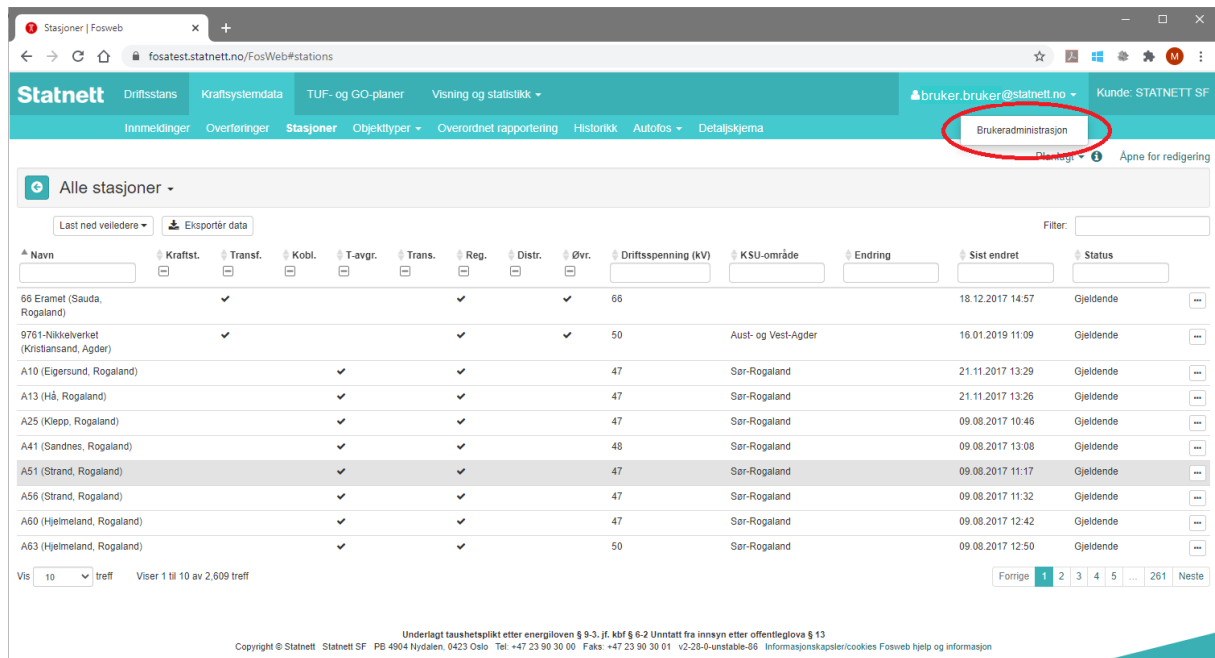 Stasjoner | Fosweb
fosatest.statnett.no/FosWeb#stations
M
Statnett Driftsstans Kraftsystemdata TUF- og GO-planer Visning og statistikk bruker.bruker@statnett.no Kunde: STATNETT SF
Innmeldinger Overføringer Stasjoner Objekttyper Overordnet rapportering Historikk Autofos Detaljskjema Brukeradministrasjon
Planlagt Åpne for redigering
Alle stasjoner
Last ned veiledere Eksportér data Filter:
Navn Kraftst. Transf. Kobl. T-avgr. Trans. Reg. Distr. Øvr. Driftsspenning (kV) KSU-område Endring Sist endret Status
66 Eramet (Sauda, 66 18.12.2017 14:57 Gjeldende
Rogaland)
9761-Nikkelverket 50 Aust- og Vest-Agder 16.01.2019 11:09 Gjeldende
(Kristiansand, Agder)
A10 (Eigersund, Rogaland) 47 Sør-Rogaland 21.11.2017 13:29 Gjeldende
A13 (Hå, Rogaland) 47 Sør-Rogaland 21.11.2017 13:26 Gjeldende
A25 (Klepp, Rogaland) 47 Sør-Rogaland 09.08.2017 10:46 Gjeldende
A41 (Sandnes, Rogaland) 48 Sør-Rogaland 09.08.2017 13:08 Gjeldende
A51 (Strand, Rogaland) 47 Sør-Rogaland 09.08.2017 11:17 Gjeldende
A56 (Strand, Rogaland) 47 Sør-Rogaland 09.08.2017 11:32 Gjeldende
A60 (Hjelmeland, Rogaland) 47 Sør-Rogaland 09.08.2017 12:42 Gjeldende
A63 (Hjelmeland, Rogaland) 50 Sør-Rogaland 09.08.2017 12:50 Gjeldende
Vis 10 treff Viser 1 til 10 av 2,609 treff Forrige 1 2 3 4 5 ... 261 Neste
Underlagt taushetsplikt etter energiloven § 9-3. jf. kbf § 6-2 Unntatt fra innsyn etter offentleglova § 13
Copyright © Statnett Statnett SF PB 4904 Nydalen, 0423 Oslo Tel: +47 23 90 30 00 Faks: +47 23 90 30 01 v2-28-0-unstable-86 Informasjonskapsler/cookies Fosweb hjelp og informasjon